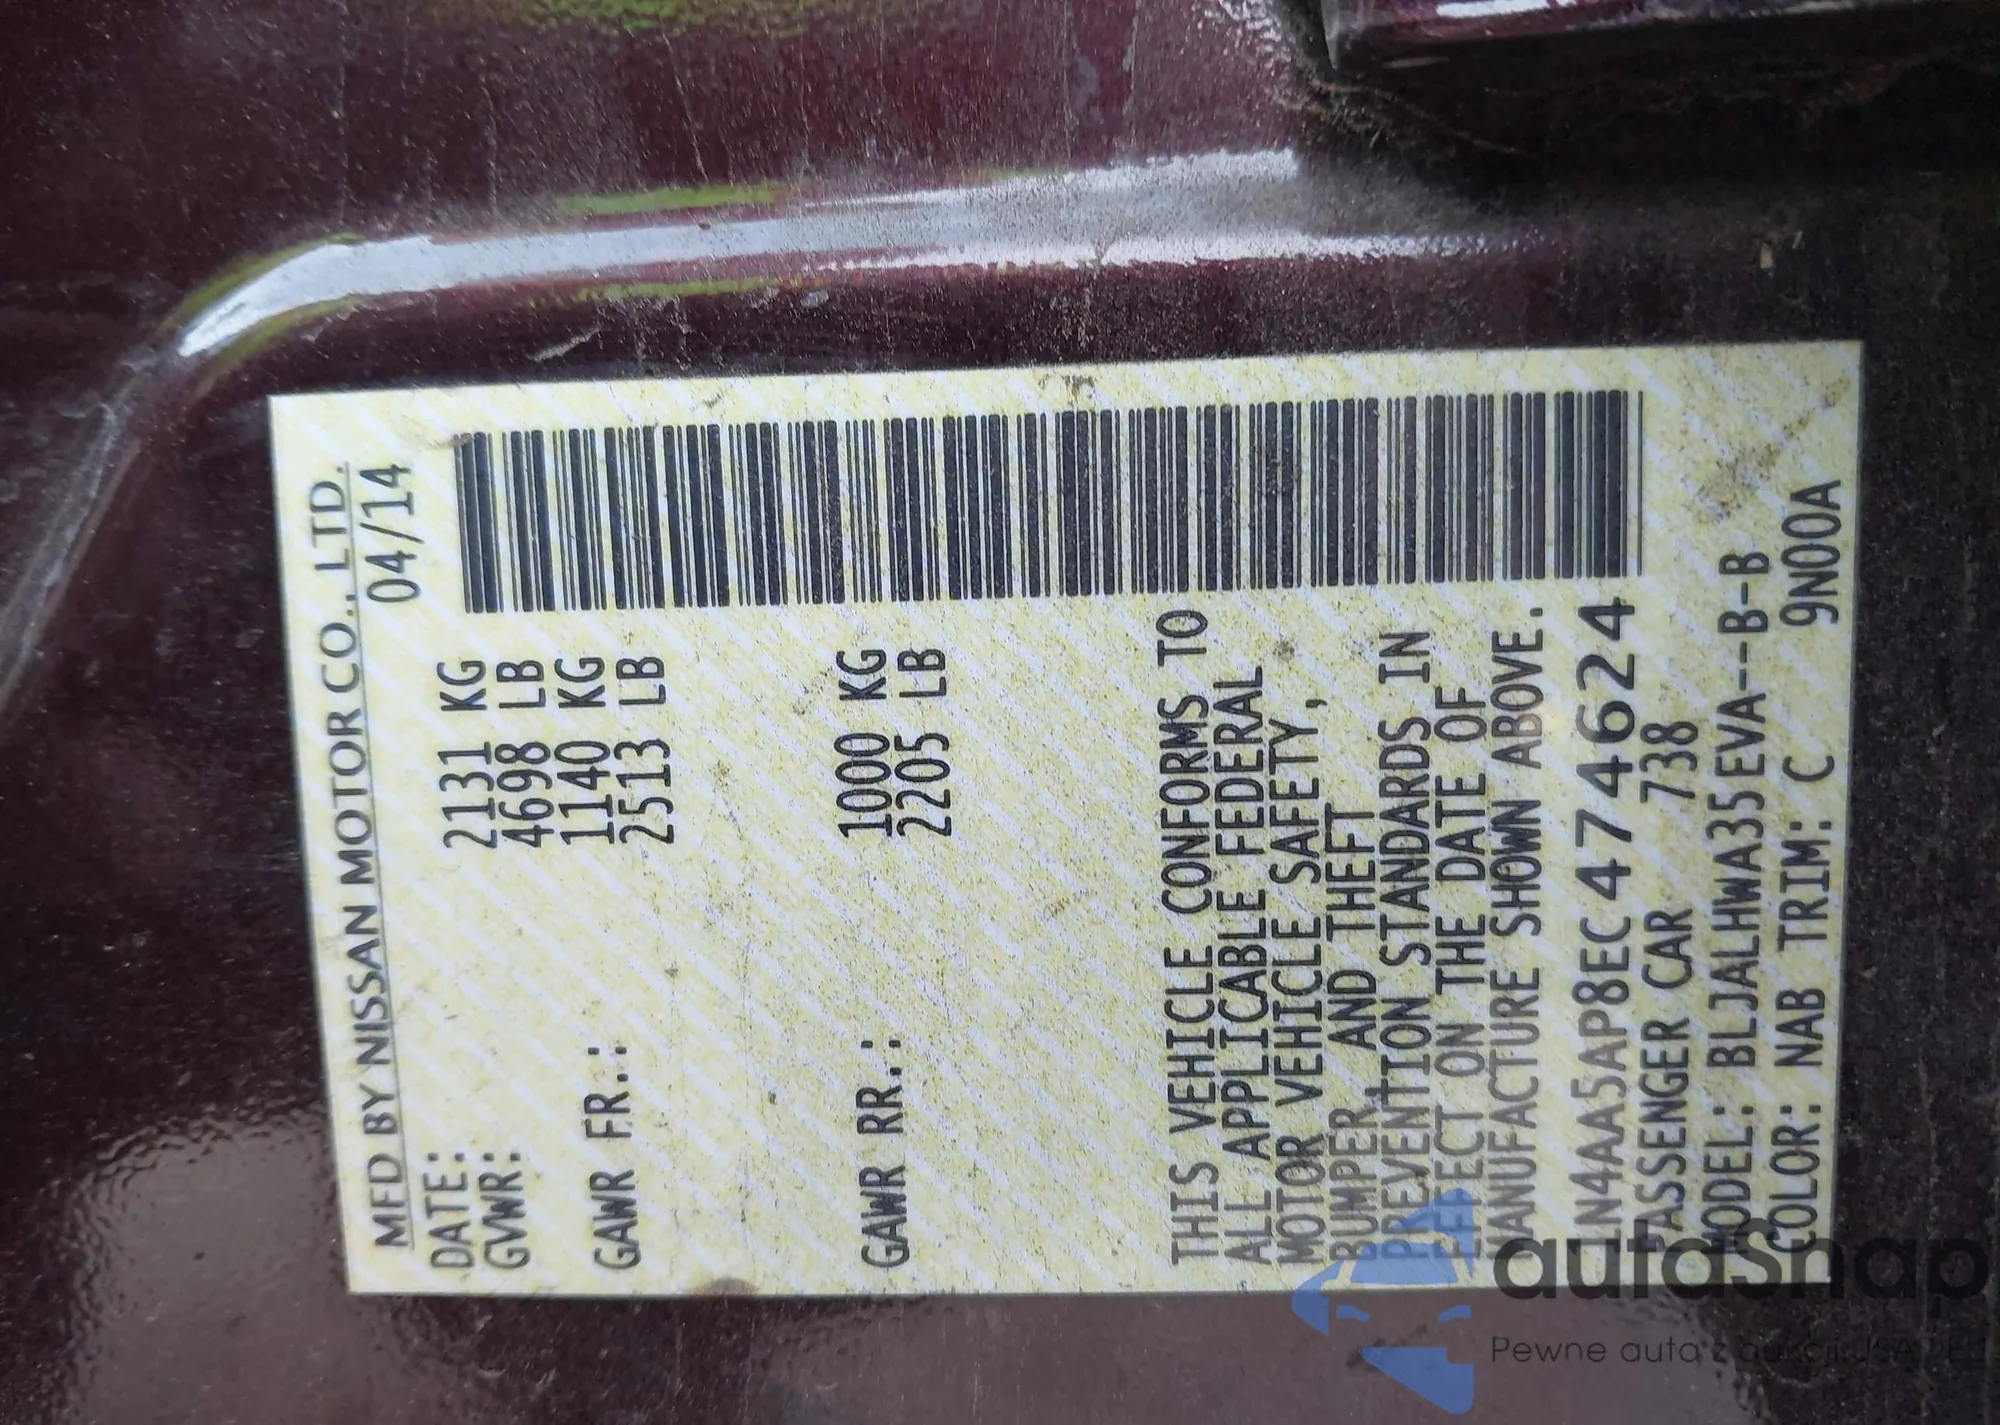 MFD BY NISSAN MOTOR CO., LTD.
DATE: 04/14
GVWR: 2131 KG
4698 LB
GAWR FR.: 1140 KG
2513 LB
GAWR RR.: 1000 KG
2205 LB
THIS VEHICLE CONFORMS TO
ALL APPLICABLE FEDERAL
MOTOR VEHICLE SAFETY,
BUMPER, AND THEFT
PREVENTION STANDARDS IN
EFFECT ON THE DATE OF
MANUFACTURE SHOWN ABOVE.
1N4AA5AP8EC474624
PASSENGER CAR 738
MODEL: BLJALHWA35EVA--B-B
COLOR: NAB TRIM: C 9N00A
autaSnap
Pewne auta z